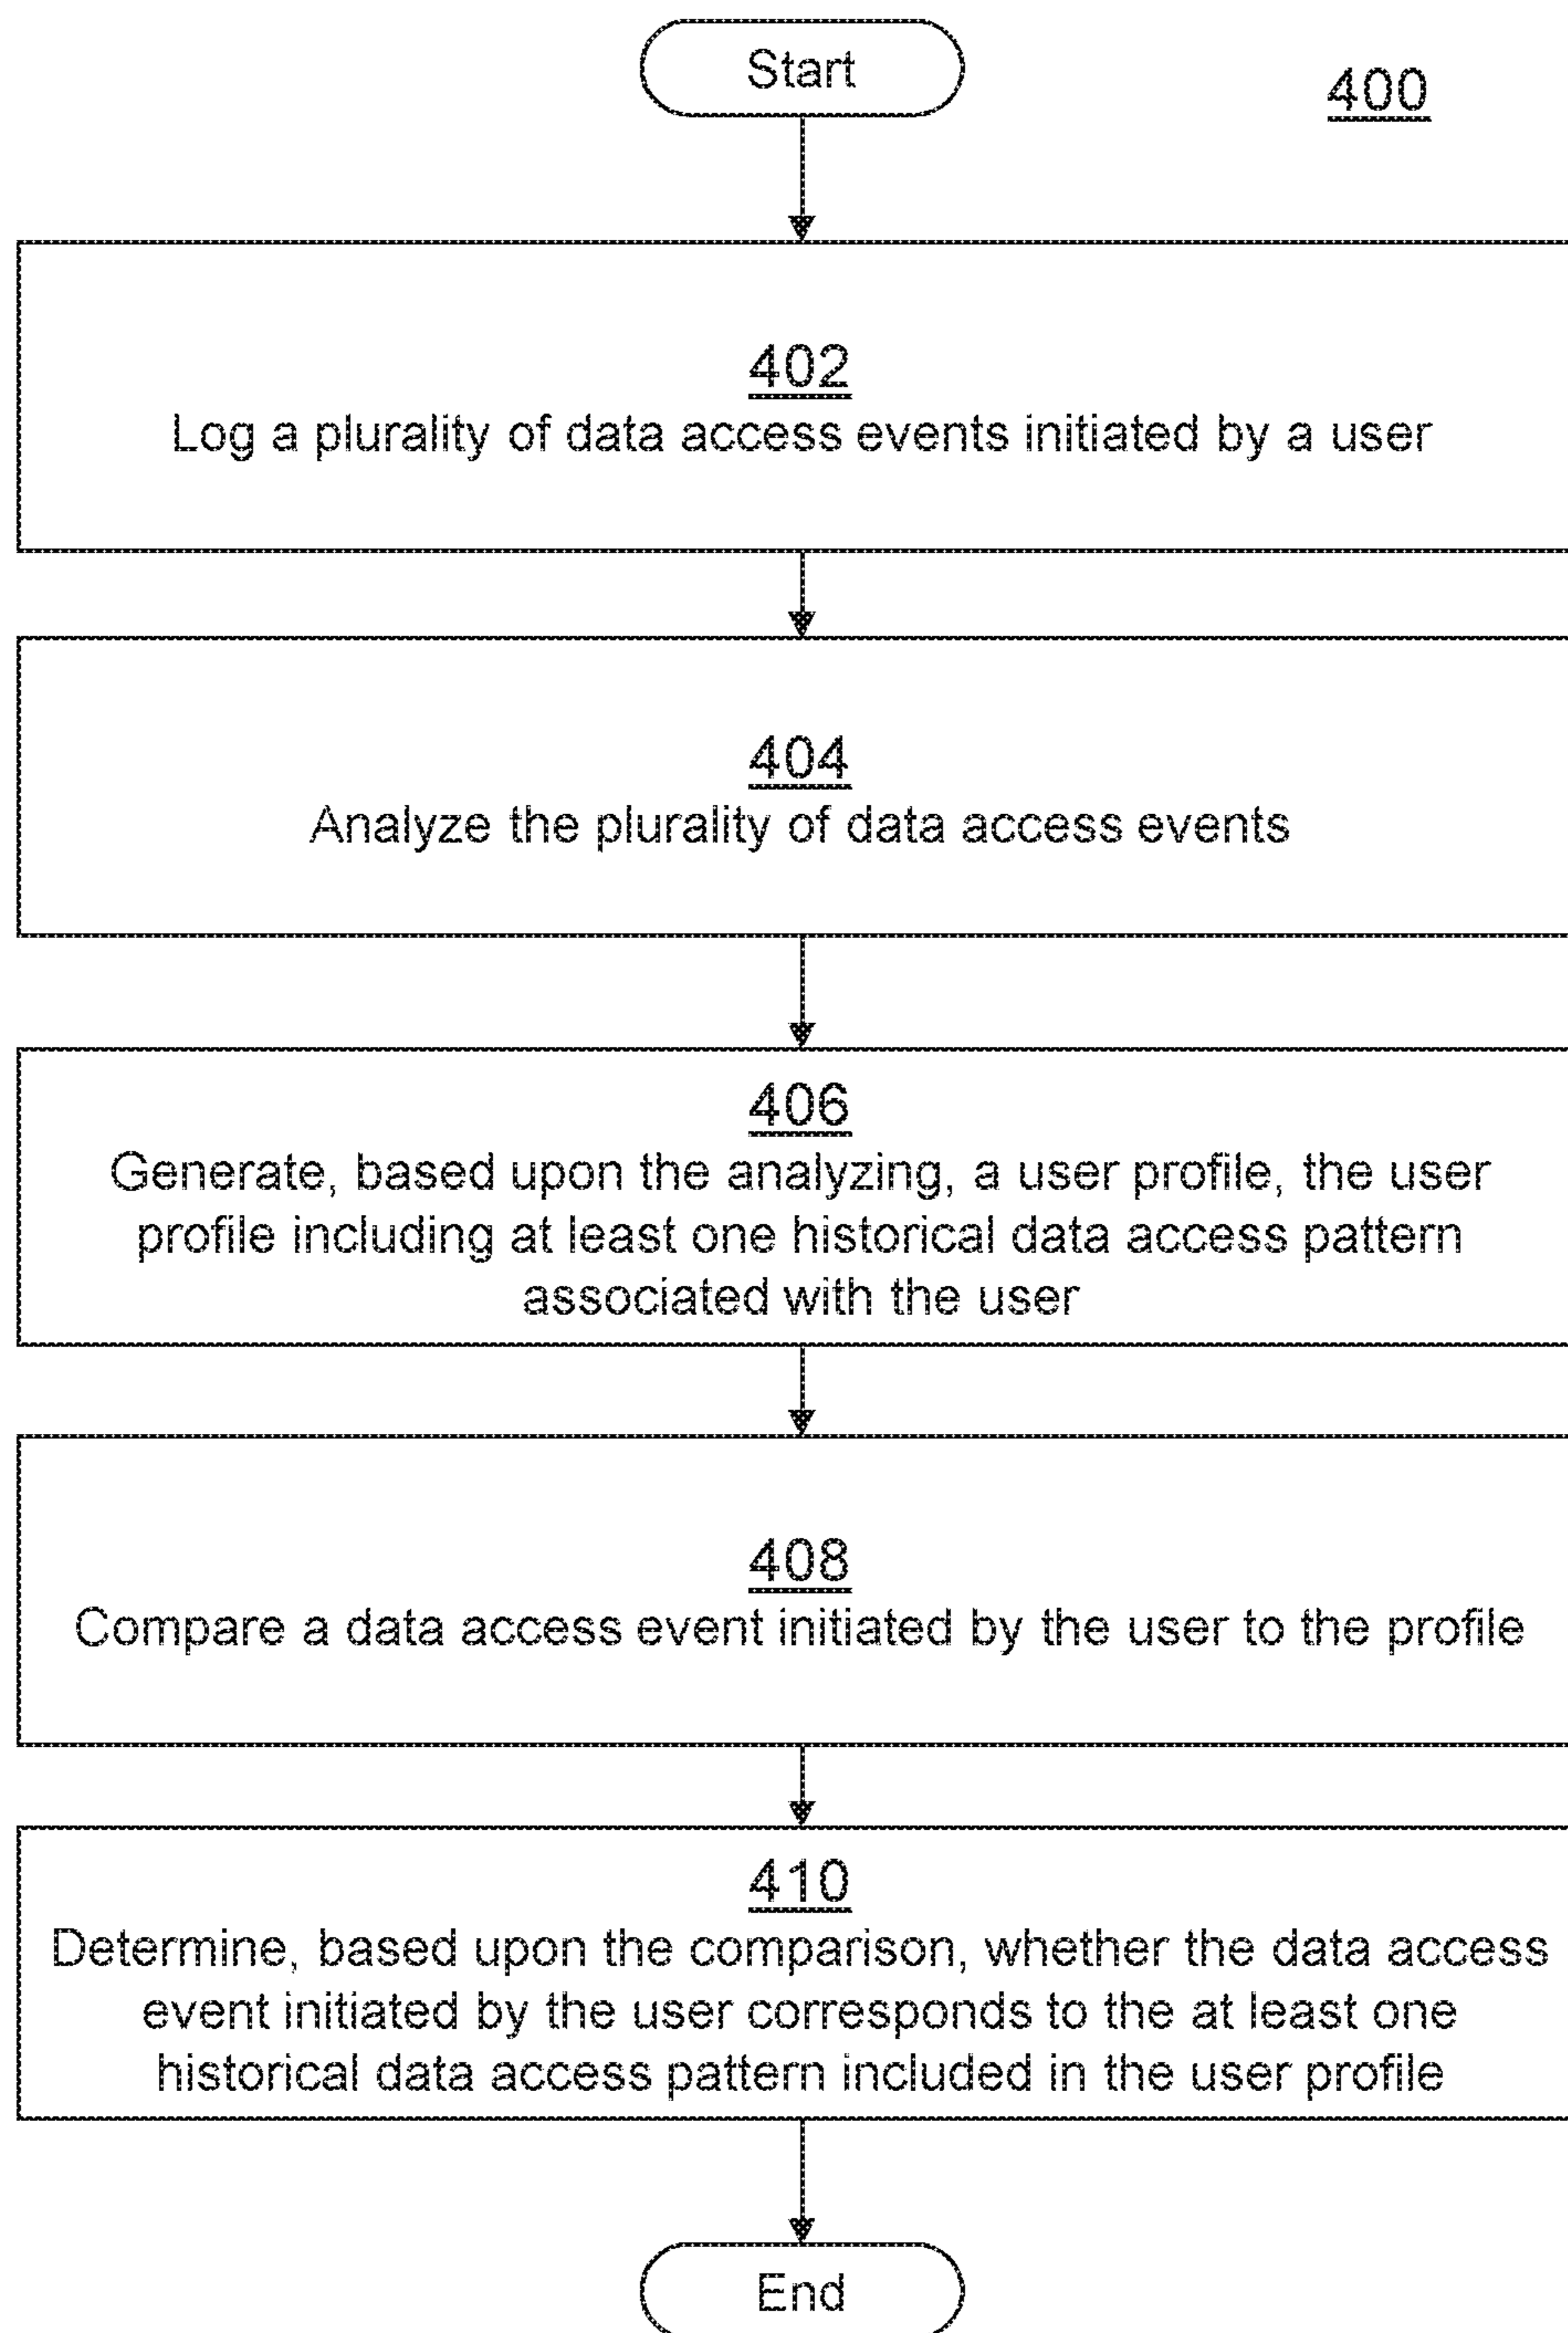 Start
400
402
Log a plurality of data access events initiated by a user
404
Analyze the plurality of data access events
406
Generate, based upon the analyzing, a user profile, the user
profile including at least one historical data access pattern
associated with the user
408
Compare a data access event initiated by the user to the profile
410
Determine, based upon the comparison, whether the data access
event initiated by the user corresponds to the at least one
historical data access pattern included in the user profile
End